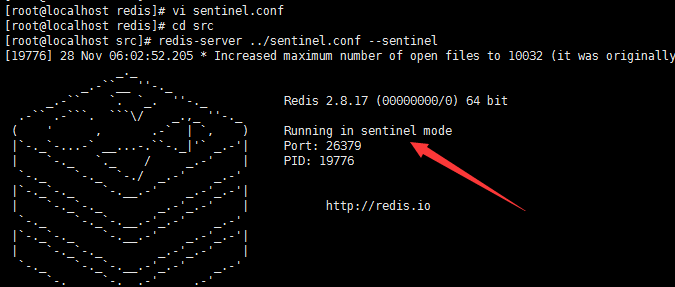 [root@localhost redis]# vi sentinel.conf
[root@localhost redis]# cd src
[root@localhost src]# redis-server ../sentinel.conf --sentinel
[19776] 28 Nov 06:02:52.205 * Increased maximum number of open files to 10032 (it was originally
Redis 2.8.17 (00000000/0) 64 bit
Running in sentinel mode
Port: 26379
PID: 19776
http://redis.io